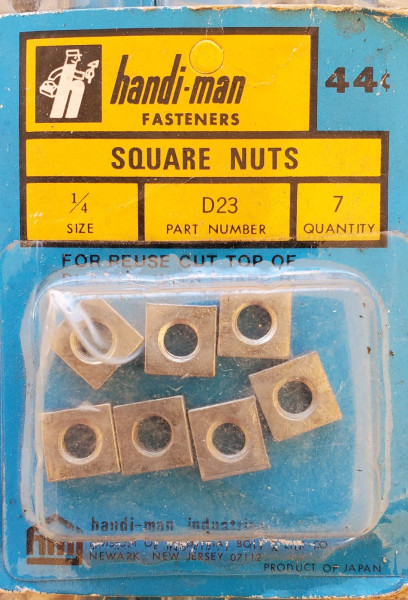 handi-man
44¢
FASTENERS
SQUARE NUTS
1/4
SIZE
D23
PART NUMBER
7
QUANTITY
FOR REUSE CUT TOP OF
handi-man
NEWARK, NEW JERSEY 07112
PRODUCT OF JAPAN